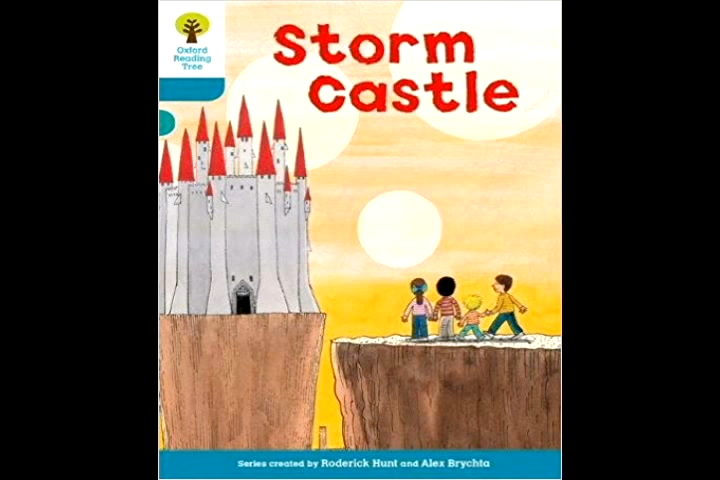 Oxford
Reading
Tree
Storm
Castle
Series created by Roderick Hunt and Alex Brychta